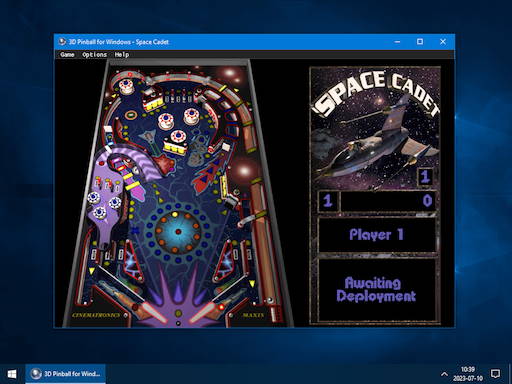 3D Pinball for Windows - Space Cadet
Game Options Help
SPACE CADET
1
1 0
Player 1
Awaiting
Deployment
CINEMATRONICS MAXIS
3D Pinball for Wind...
10:39
2023-07-10